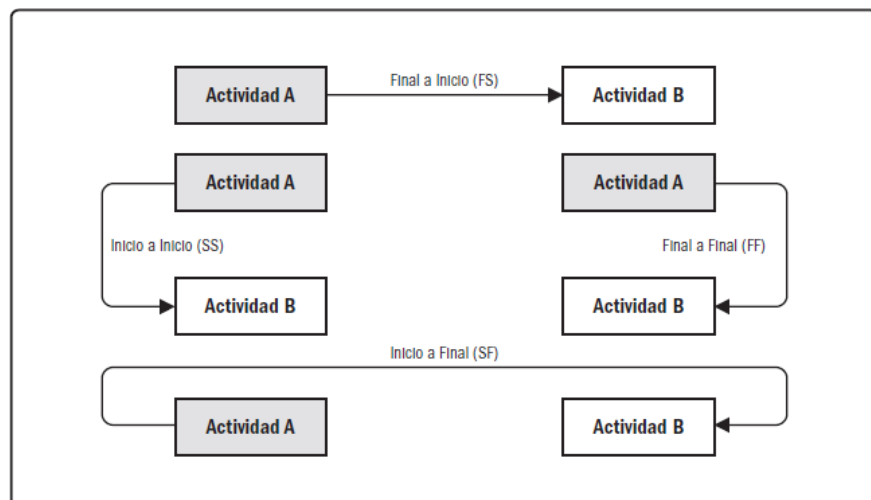 Final a Inicio (FS)
Actividad A
Actividad B
Actividad A
Actividad A
Inicio a Inicio (SS)
Final a Final (FF)
Actividad B
Actividad B
Inicio a Final (SF)
Actividad A
Actividad B